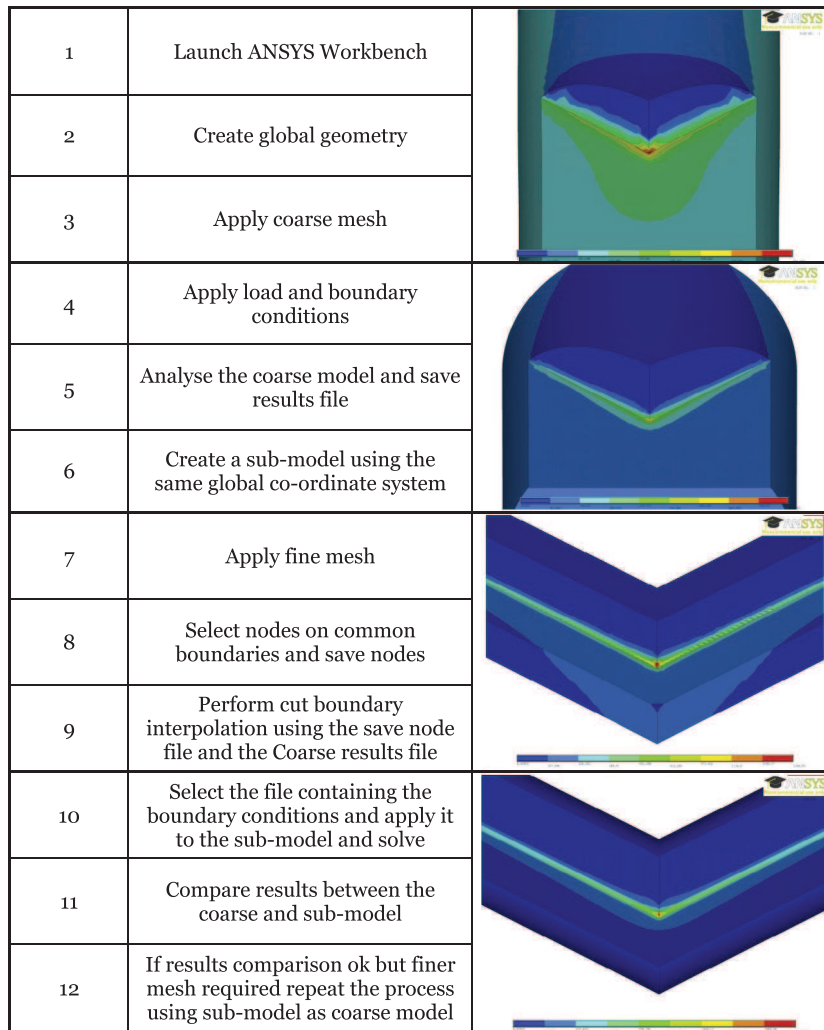 1
Launch ANSYS Workbench
2
Create global geometry
3
Apply coarse mesh
4
Apply load and boundary
conditions
5
Analyse the coarse model and save
results file
6
Create a sub-model using the
same global co-ordinate system
7
Apply fine mesh
8
Select nodes on common
boundaries and save nodes
9
Perform cut boundary
interpolation using the save node
file and the Coarse results file
10
Select the file containing the
boundary conditions and apply it
to the sub-model and solve
11
Compare results between the
coarse and sub-model
12
If results comparison ok but finer
mesh required repeat the process
using sub-model as coarse model
ANSYS
ANSYS
ANSYS
ANSYS